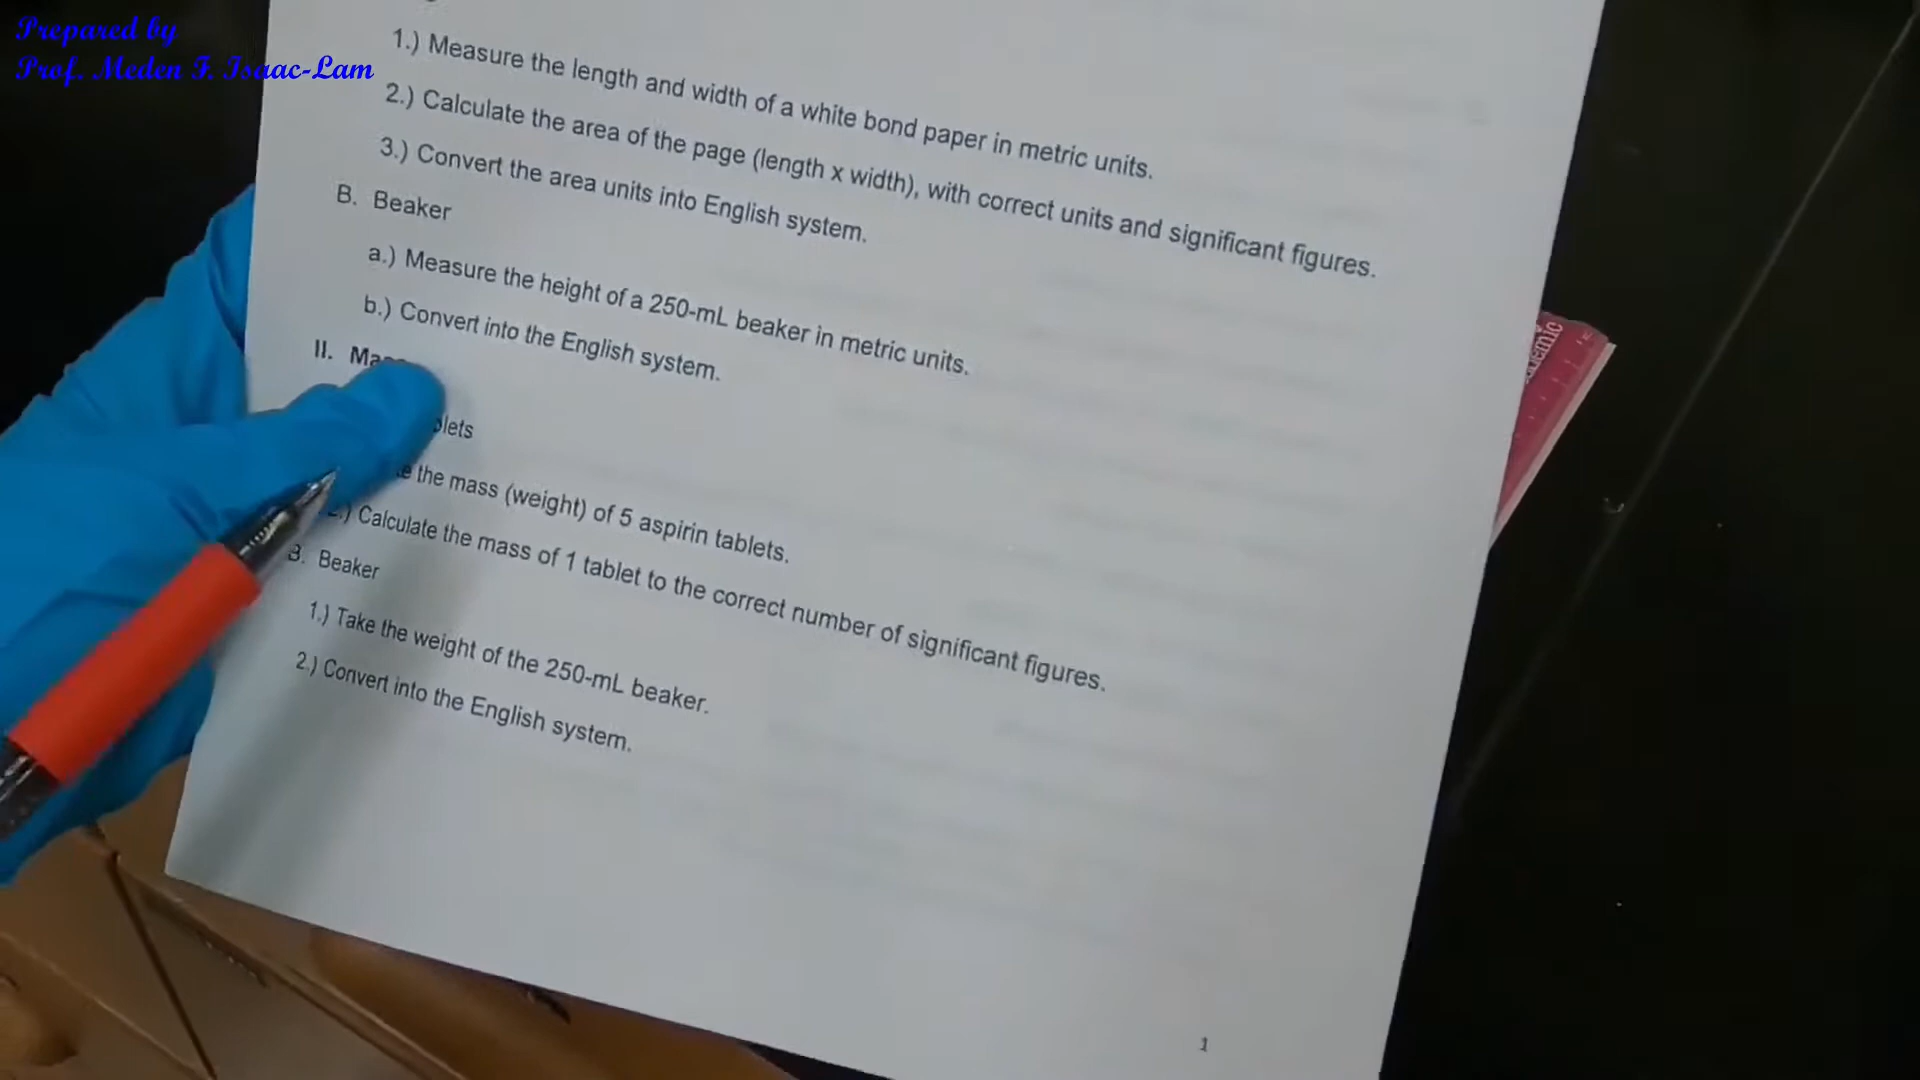 Prepared by
Prof. Meden F. Isaac-Lam
1.) Measure the length and width of a white bond paper in metric units.
2.) Calculate the area of the page (length x width), with correct units and significant figures.
3.) Convert the area units into English system.
B. Beaker
a.) Measure the height of a 250-mL beaker in metric units.
b.) Convert into the English system.
II.
the mass (weight) of 5 aspirin tablets.
2.) Calculate the mass of 1 tablet to the correct number of significant figures.
B. Beaker
1.) Take the weight of the 250-mL beaker.
2.) Convert into the English system.
1